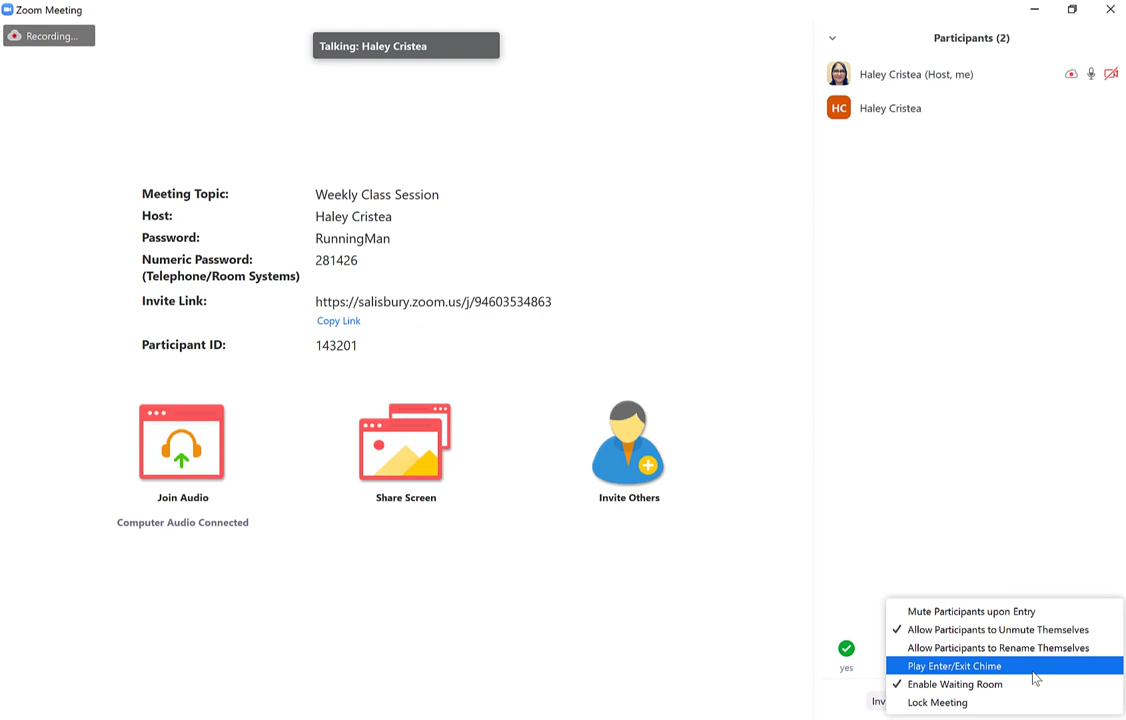 Zoom Meeting
Recording...
Talking: Haley Cristea
Participants (2)
Haley Cristea (Host, me)
HC Haley Cristea
Meeting Topic: Weekly Class Session
Host: Haley Cristea
Password: RunningMan
Numeric Password: 281426
(Telephone/Room Systems)
Invite Link: https://salisbury.zoom.us/j/94603534863
Copy Link
Participant ID: 143201
Join Audio
Share Screen
Invite Others
Computer Audio Connected
yes
Inv
Mute Participants upon Entry
Allow Participants to Unmute Themselves
Allow Participants to Rename Themselves
Play Enter/Exit Chime
Enable Waiting Room
Lock Meeting